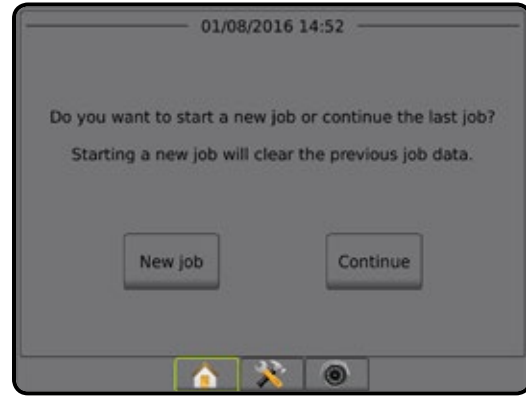 01/08/2016 14:52
Do you want to start a new job or continue the last job?
Starting a new job will clear the previous job data.
New job
Continue